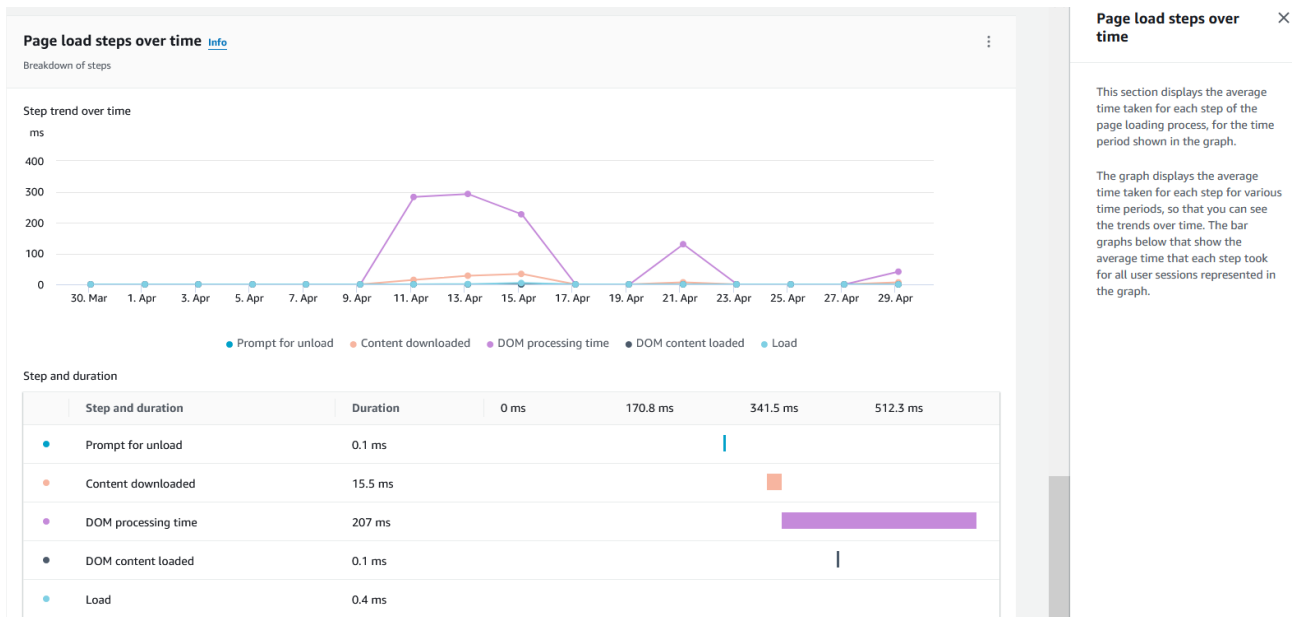 Page load steps over time Info
Breakdown of steps
Step trend over time
ms
400
300
200
100
0
30. Mar 1. Apr 3. Apr 5. Apr 7. Apr 9. Apr 11. Apr 13. Apr 15. Apr 17. Apr 19. Apr 21. Apr 23. Apr 25. Apr 27. Apr 29. Apr
Prompt for unload Content downloaded DOM processing time DOM content loaded Load
Step and duration
Step and duration Duration 0 ms 170.8 ms 341.5 ms 512.3 ms
Prompt for unload 0.1 ms
Content downloaded 15.5 ms
DOM processing time 207 ms
DOM content loaded 0.1 ms
Load 0.4 ms
Page load steps over
time
This section displays the average
time taken for each step of the
page loading process, for the time
period shown in the graph.
The graph displays the average
time taken for each step for various
time periods, so that you can see
the trends over time. The bar
graphs below that show the
average time that each step took
for all user sessions represented in
the graph.